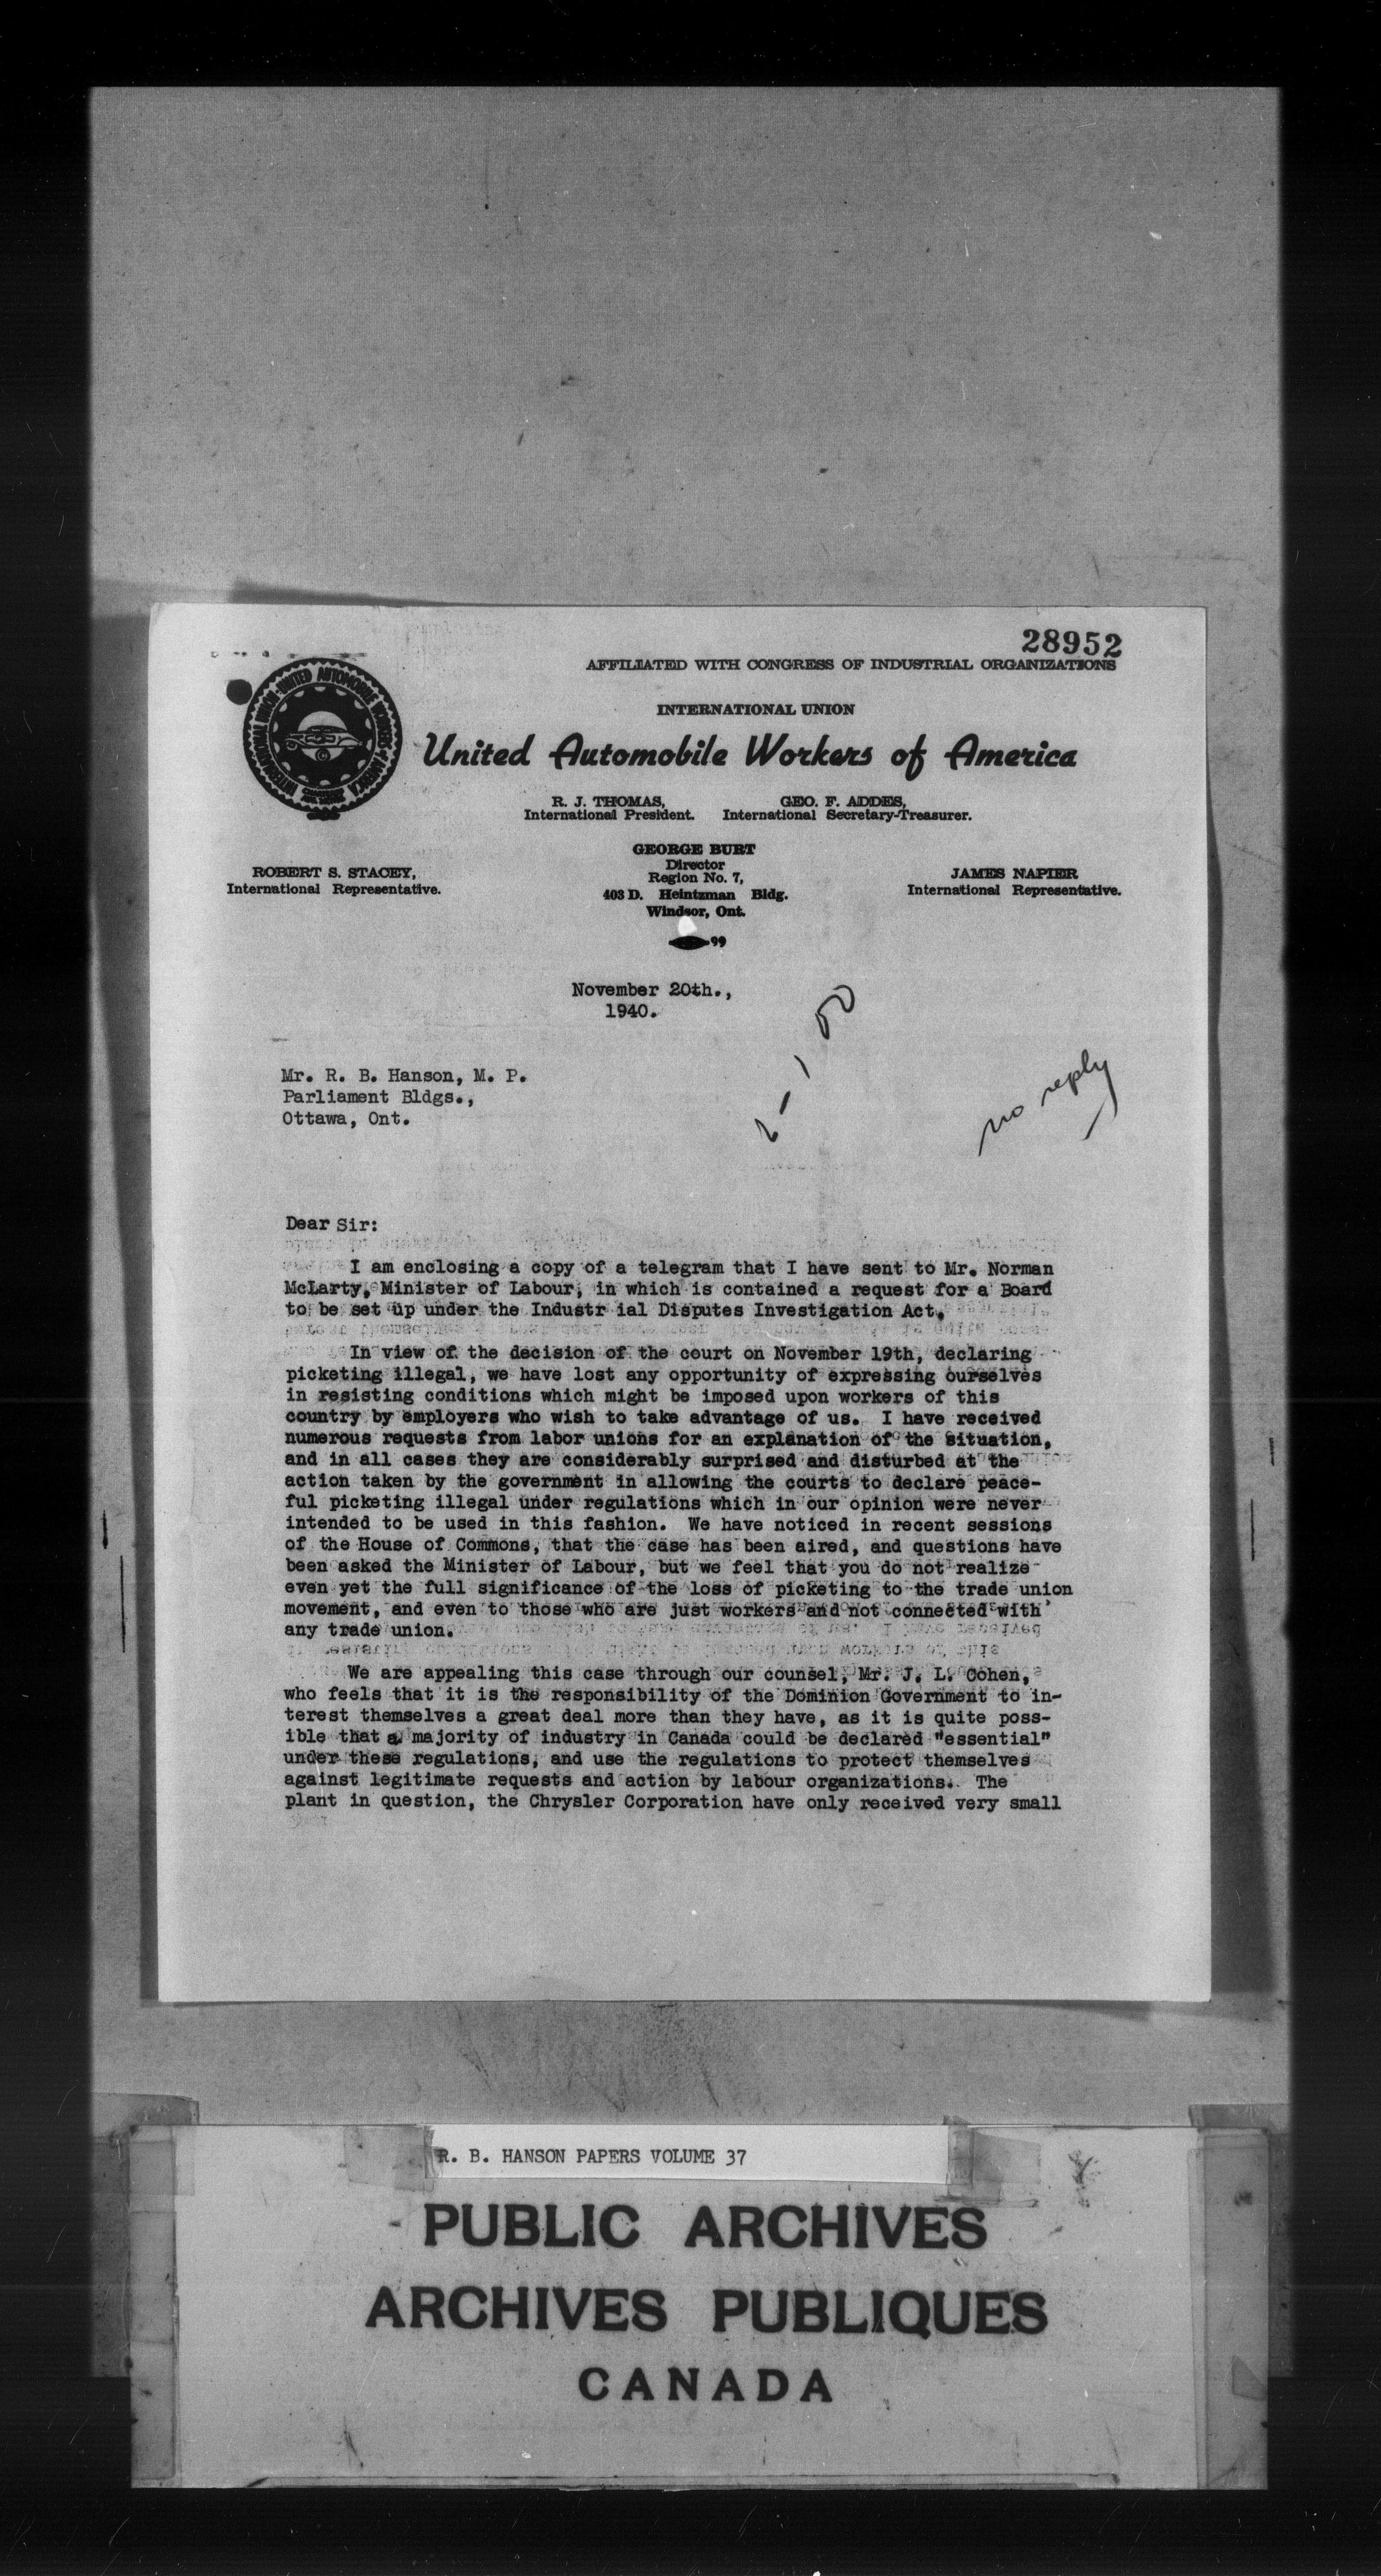 28952
AFFILIATED WITH CONGRESS OF INDUSTRIAL ORGANIZATIONS
INTERNATIONAL UNION
United Automobile Workers of America
R. J. THOMAS, GEO. F. ADDES,
International President. International Secretary-Treasurer.
GEORGE BURT
Director
Region No. 7,
403 D. Heintzman Bldg.
Windsor, Ont.
99
ROBERT S. STACEY,
International Representative.
JAMES NAPIER
International Representative.
November 20th.,
1940.
no reply
Mr. R. B. Hanson, M. P.
Parliament Bldgs.,
Ottawa, Ont.
Dear Sir:
I am enclosing a copy of a telegram that I have sent to Mr. Norman
McLarty, Minister of Labour, in which is contained a request for a Board
to be set up under the Industr ial Disputes Investigation Act.
In view of the decision of the court on November 19th, declaring
picketing illegal, we have lost any opportunity of expressing ourselves
in resisting conditions which might be imposed upon workers of this
country by employers who wish to take advantage of us. I have received
numerous requests from labor unions for an explanation of the situation,
and in all cases they are considerably surprised and disturbed at the
action taken by the government in allowing the courts to declare peace-
ful picketing illegal under regulations which in our opinion were never
intended to be used in this fashion. We have noticed in recent sessions
of the House of Commons, that the case has been aired, and questions have
been asked the Minister of Labour, but we feel that you do not realize
even yet the full significance of the loss of picketing to the trade union
movement, and even to those who are just workers and not connected with
any trade union.
We are appealing this case through our counsel, Mr. J. L. Cohen,
who feels that it is the responsibility of the Dominion Government to in-
terest themselves a great deal more than they have, as it is quite poss-
ible that a majority of industry in Canada could be declared "essential"
under these regulations, and use the regulations to protect themselves
against legitimate requests and action by labour organizations. The
plant in question, the Chrysler Corporation have only received very small
R. B. HANSON PAPERS VOLUME 37
PUBLIC ARCHIVES
ARCHIVES PUBLIQUES
CANADA